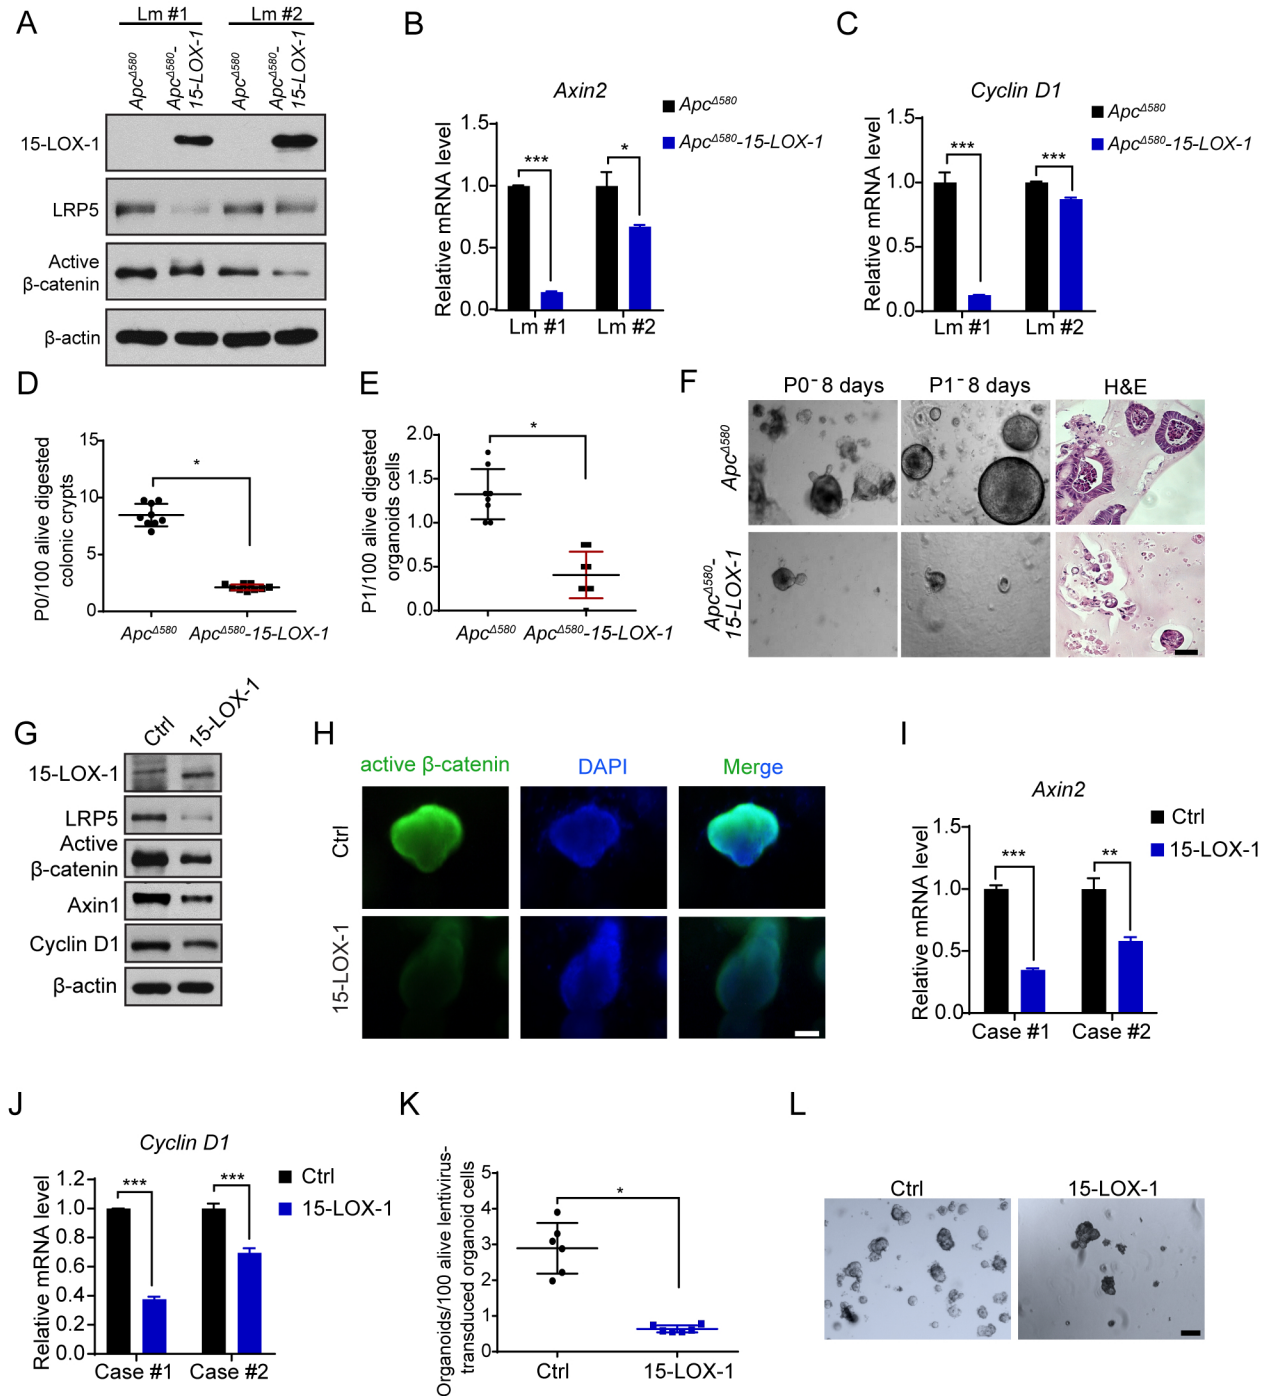 A
Lm #1
Lm #2
ApcΔ580
ApcΔ580-
15-LOX-1
ApcΔ580
ApcΔ580-
15-LOX-1
15-LOX-1
LRP5
Active
β-catenin
β-actin
B
Axin2
ApcΔ580
ApcΔ580-15-LOX-1
Relative mRNA level
1.5
1.0
0.5
0.0
***
*
Lm #1
Lm #2
C
Cyclin D1
ApcΔ580
ApcΔ580-15-LOX-1
Relative mRNA level
1.5
1.0
0.5
0.0
***
***
Lm #1
Lm #2
D
P0/100 alive digested
colonic crypts
15
10
5
0
*
ApcΔ580
ApcΔ580-15-LOX-1
E
P1/100 alive digested
organoids cells
2.0
1.5
1.0
0.5
0.0
*
ApcΔ580
ApcΔ580-15-LOX-1
F
P0- 8 days
P1- 8 days
H&E
ApcΔ580
ApcΔ580-
15-LOX-1
G
Ctrl
15-LOX-1
15-LOX-1
LRP5
Active
β-catenin
Axin1
Cyclin D1
β-actin
H
active β-catenin
DAPI
Merge
Ctrl
15-LOX-1
I
Axin2
Ctrl
15-LOX-1
Relative mRNA level
1.5
1.0
0.5
0.0
***
**
Case #1
Case #2
J
Cyclin D1
Ctrl
15-LOX-1
Relative mRNA level
1.2
1.0
0.8
0.6
0.4
0.2
0.0
***
***
Case #1
Case #2
K
Organoids/100 alive lentivirus-
transduced organoid cells
5
4
3
2
1
0
*
Ctrl
15-LOX-1
L
Ctrl
15-LOX-1